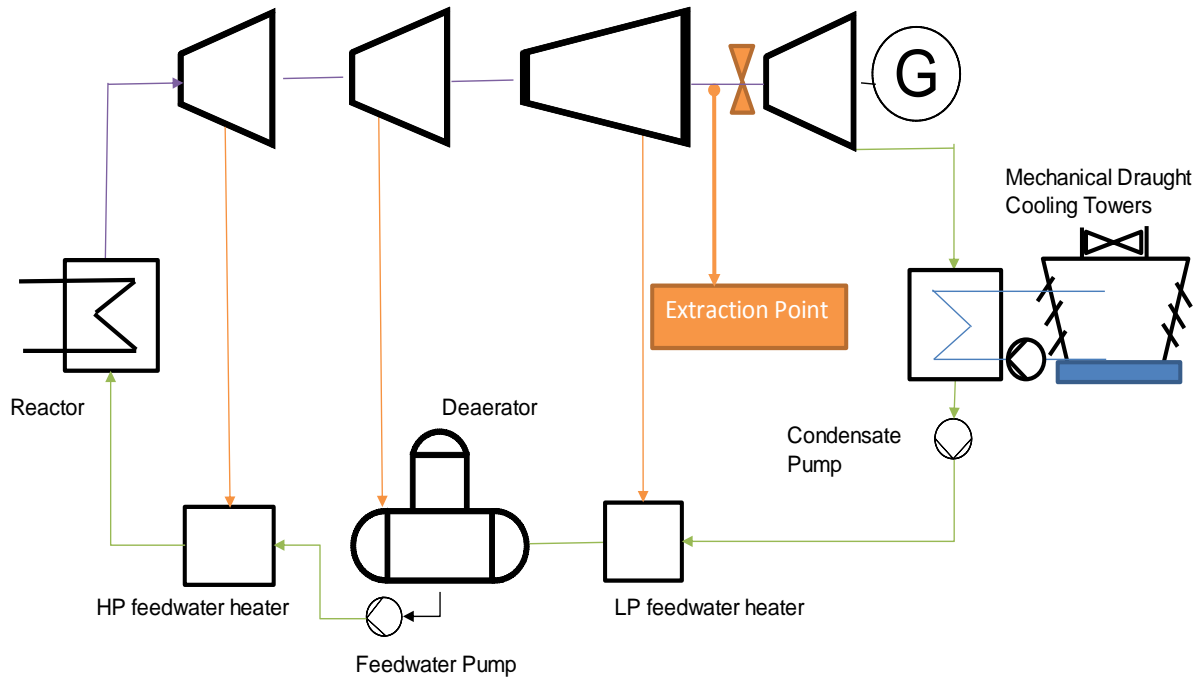 G
Mechanical Draught
Cooling Towers
Extraction Point
Reactor
Deaerator
Condensate
Pump
HP feedwater heater
LP feedwater heater
Feedwater Pump